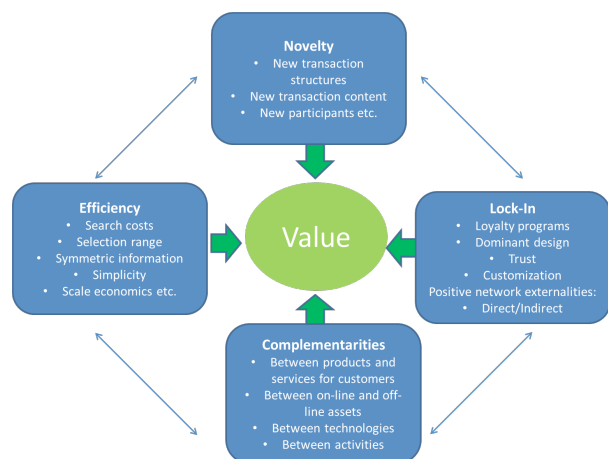 Novelty
• New transaction
structures
• New transaction content
• New participants etc.
Efficiency
• Search costs
• Selection range
• Symmetric information
• Simplicity
• Scale economics etc.
Value
Lock-In
• Loyalty programs
• Dominant design
• Trust
• Customization
Positive network externalities:
• Direct/Indirect
Complementarities
• Between products and
services for customers
• Between on-line and off-
line assets
• Between technologies
• Between activities